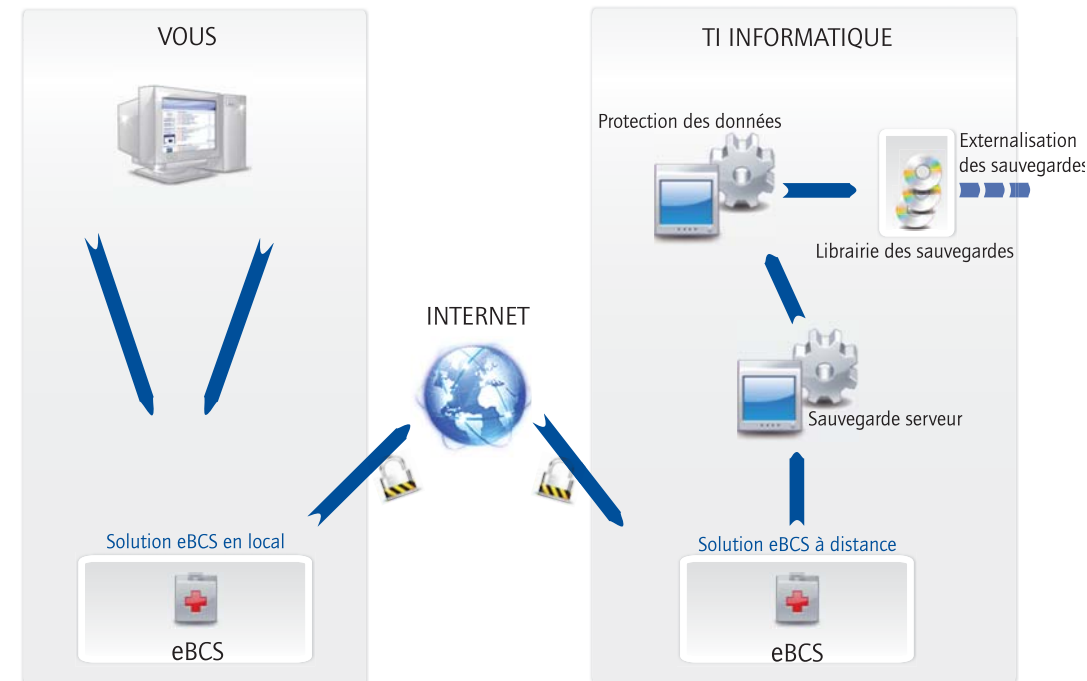 VOUS
Solution eBCS en local
eBCS
INTERNET
TI INFORMATIQUE
Protection des données
Externalisation
des sauvegardes
Librairie des sauvegardes
Sauvegarde serveur
Solution eBCS à distance
eBCS